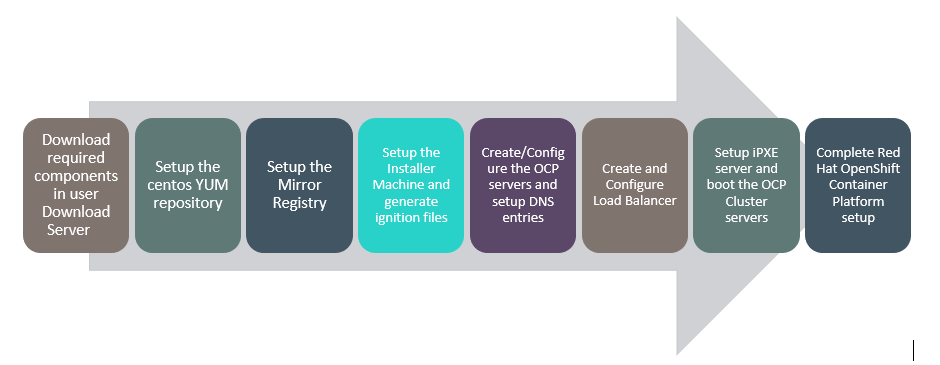 Download
required
components
in user
Download
Server
Setup the
centos YUM
repository
Setup the
Mirror
Registry
Setup the
Installer
Machine and
generate
ignition files
Create/Config
ure the OCP
servers and
setup DNS
entries
Create and
Configure
Load Balancer
Setup iPXE
server and
boot the OCP
Cluster
servers
Complete Red
Hat OpenShift
Container
Platform
setup